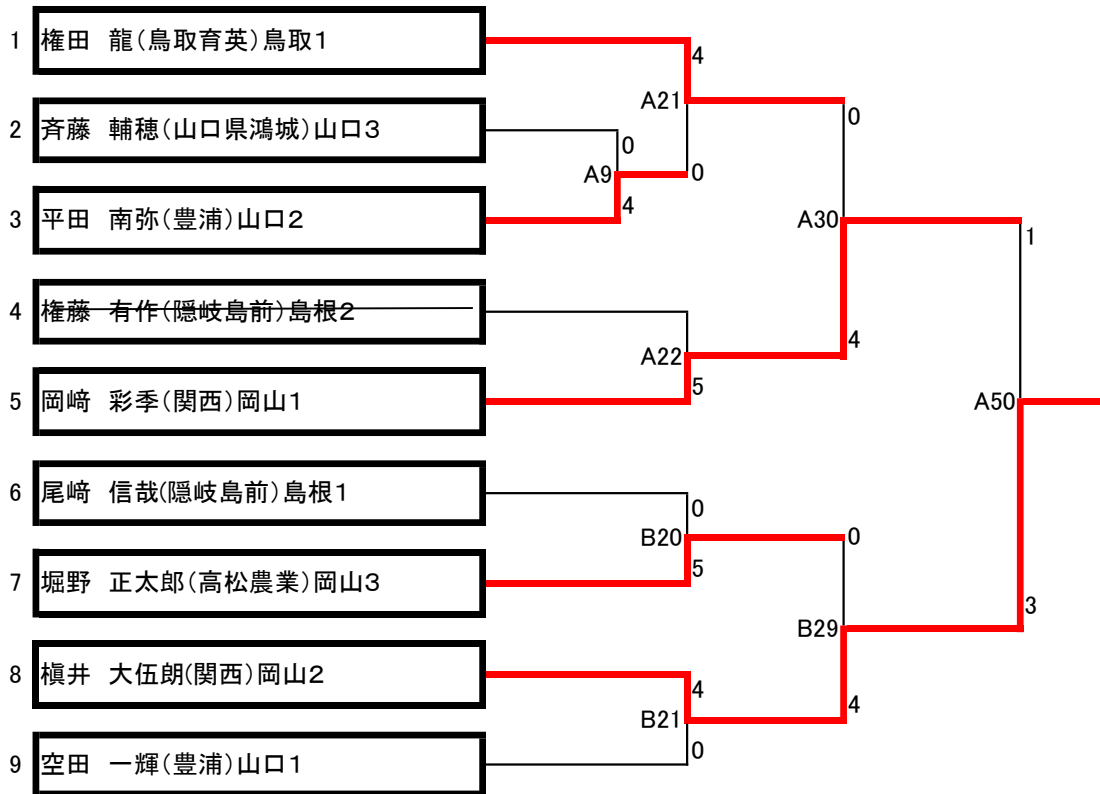 1 権田 龍(鳥取育英)鳥取1
4
A21
0
2 斉藤 輔穂(山口県鴻城)山口3
0
A9
0
4
3 平田 南弥(豊浦)山口2
A30
1
4 権藤 有作(隠岐島前)島根2
4
A22
5
5 岡﨑 彩季(関西)岡山1
A50
6 尾﨑 信哉(隠岐島前)島根1
0
B20
0
5
7 堀野 正太郎(高松農業)岡山3
3
B29
8 槇井 大伍朗(関西)岡山2
4
4
B21
0
9 空田 一輝(豊浦)山口1